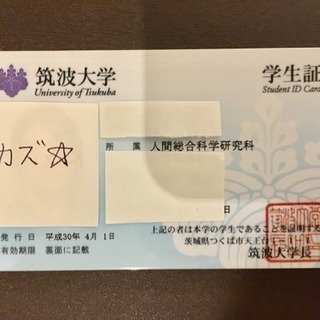 筑波大学
University of Tsukuba
学生証
Student ID Card
カズ☆
所 属 人間総合科学研究科
日
発 行 日 平成30年 4月 1日
有効期限 裏面に記載
上記の者は本学の学生であることを証明する
茨城県つくば市天王台1-1-1
筑波大学長